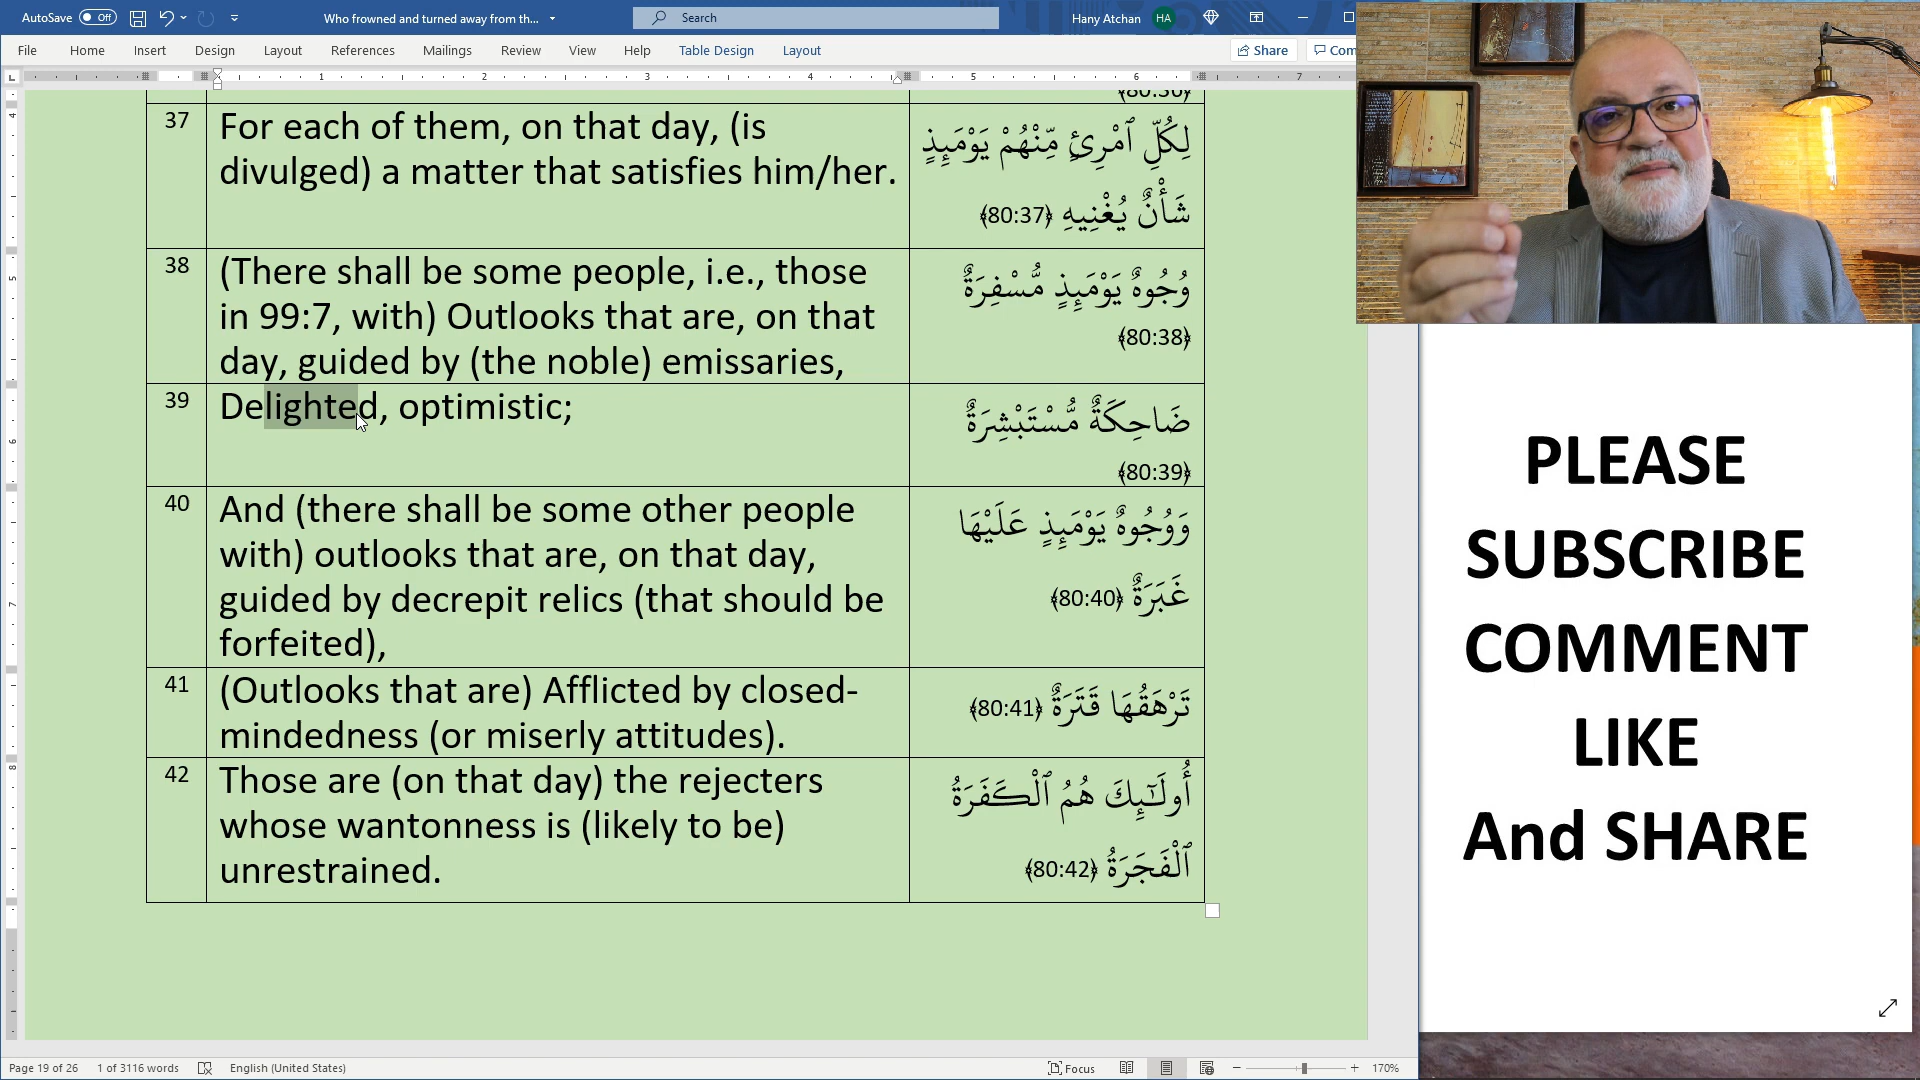 AutoSave Off Who frowned and turned away from th... Search Hany Atchan HA
File Home Insert Design Layout References Mailings Review View Help Table Design Layout Share Com
1 2 3 4 5 6 7
37 For each of them, on that day, (is
divulged) a matter that satisfies him/her.
لِكُلِّ ٱمْرِئٍ مِّنْهُمْ يَوْمَئِذٍ
شَأْنٌ يُغْنِيهِ ﴿80:37﴾
38 (There shall be some people, i.e., those
in 99:7, with) Outlooks that are, on that
day, guided by (the noble) emissaries,
وُجُوهٌ يَوْمَئِذٍ مُّسْفِرَةٌ
﴿80:38﴾
39 Delighted, optimistic;
ضَاحِكَةٌ مُّسْتَبْشِرَةٌ
﴿80:39﴾
40 And (there shall be some other people
with) outlooks that are, on that day,
guided by decrepit relics (that should be
forfeited),
وَوُجُوهٌ يَوْمَئِذٍ عَلَيْهَا
غَبَرَةٌ ﴿80:40﴾
41 (Outlooks that are) Afflicted by closed-
mindedness (or miserly attitudes).
تَرْهَقُهَا قَتَرَةٌ ﴿80:41﴾
42 Those are (on that day) the rejecters
whose wantonness is (likely to be)
unrestrained.
أُولَـٰٓئِكَ هُمُ ٱلْكَفَرَةُ
ٱلْفَجَرَةُ ﴿80:42﴾
PLEASE
SUBSCRIBE
COMMENT
LIKE
And SHARE
Page 19 of 26 1 of 3116 words English (United States) Focus 170%